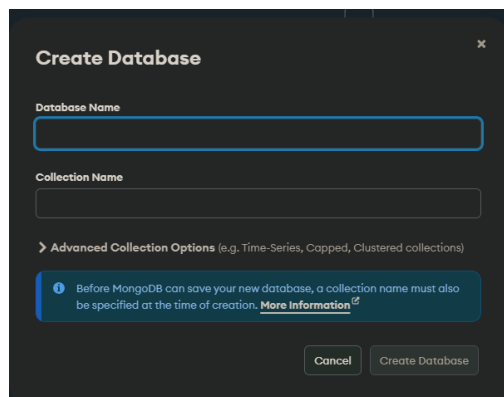 Create Database
Database Name
Collection Name
Advanced Collection Options (e.g. Time-Series, Capped, Clustered collections)
Before MongoDB can save your new database, a collection name must also
be specified at the time of creation. More Information
Cancel
Create Database